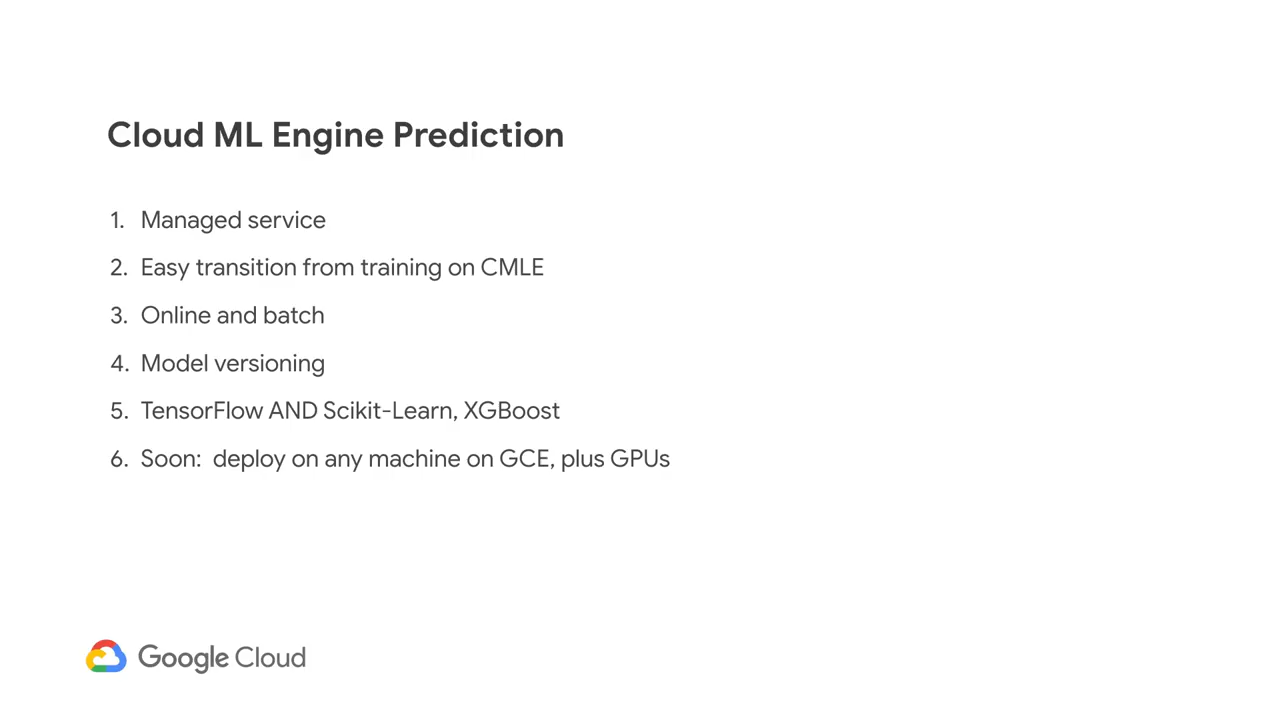 Cloud ML Engine Prediction
1. Managed service
2. Easy transition from training on CMLE
3. Online and batch
4. Model versioning
5. TensorFlow AND Scikit-Learn, XGBoost
6. Soon:  deploy on any machine on GCE, plus GPUs
Google Cloud